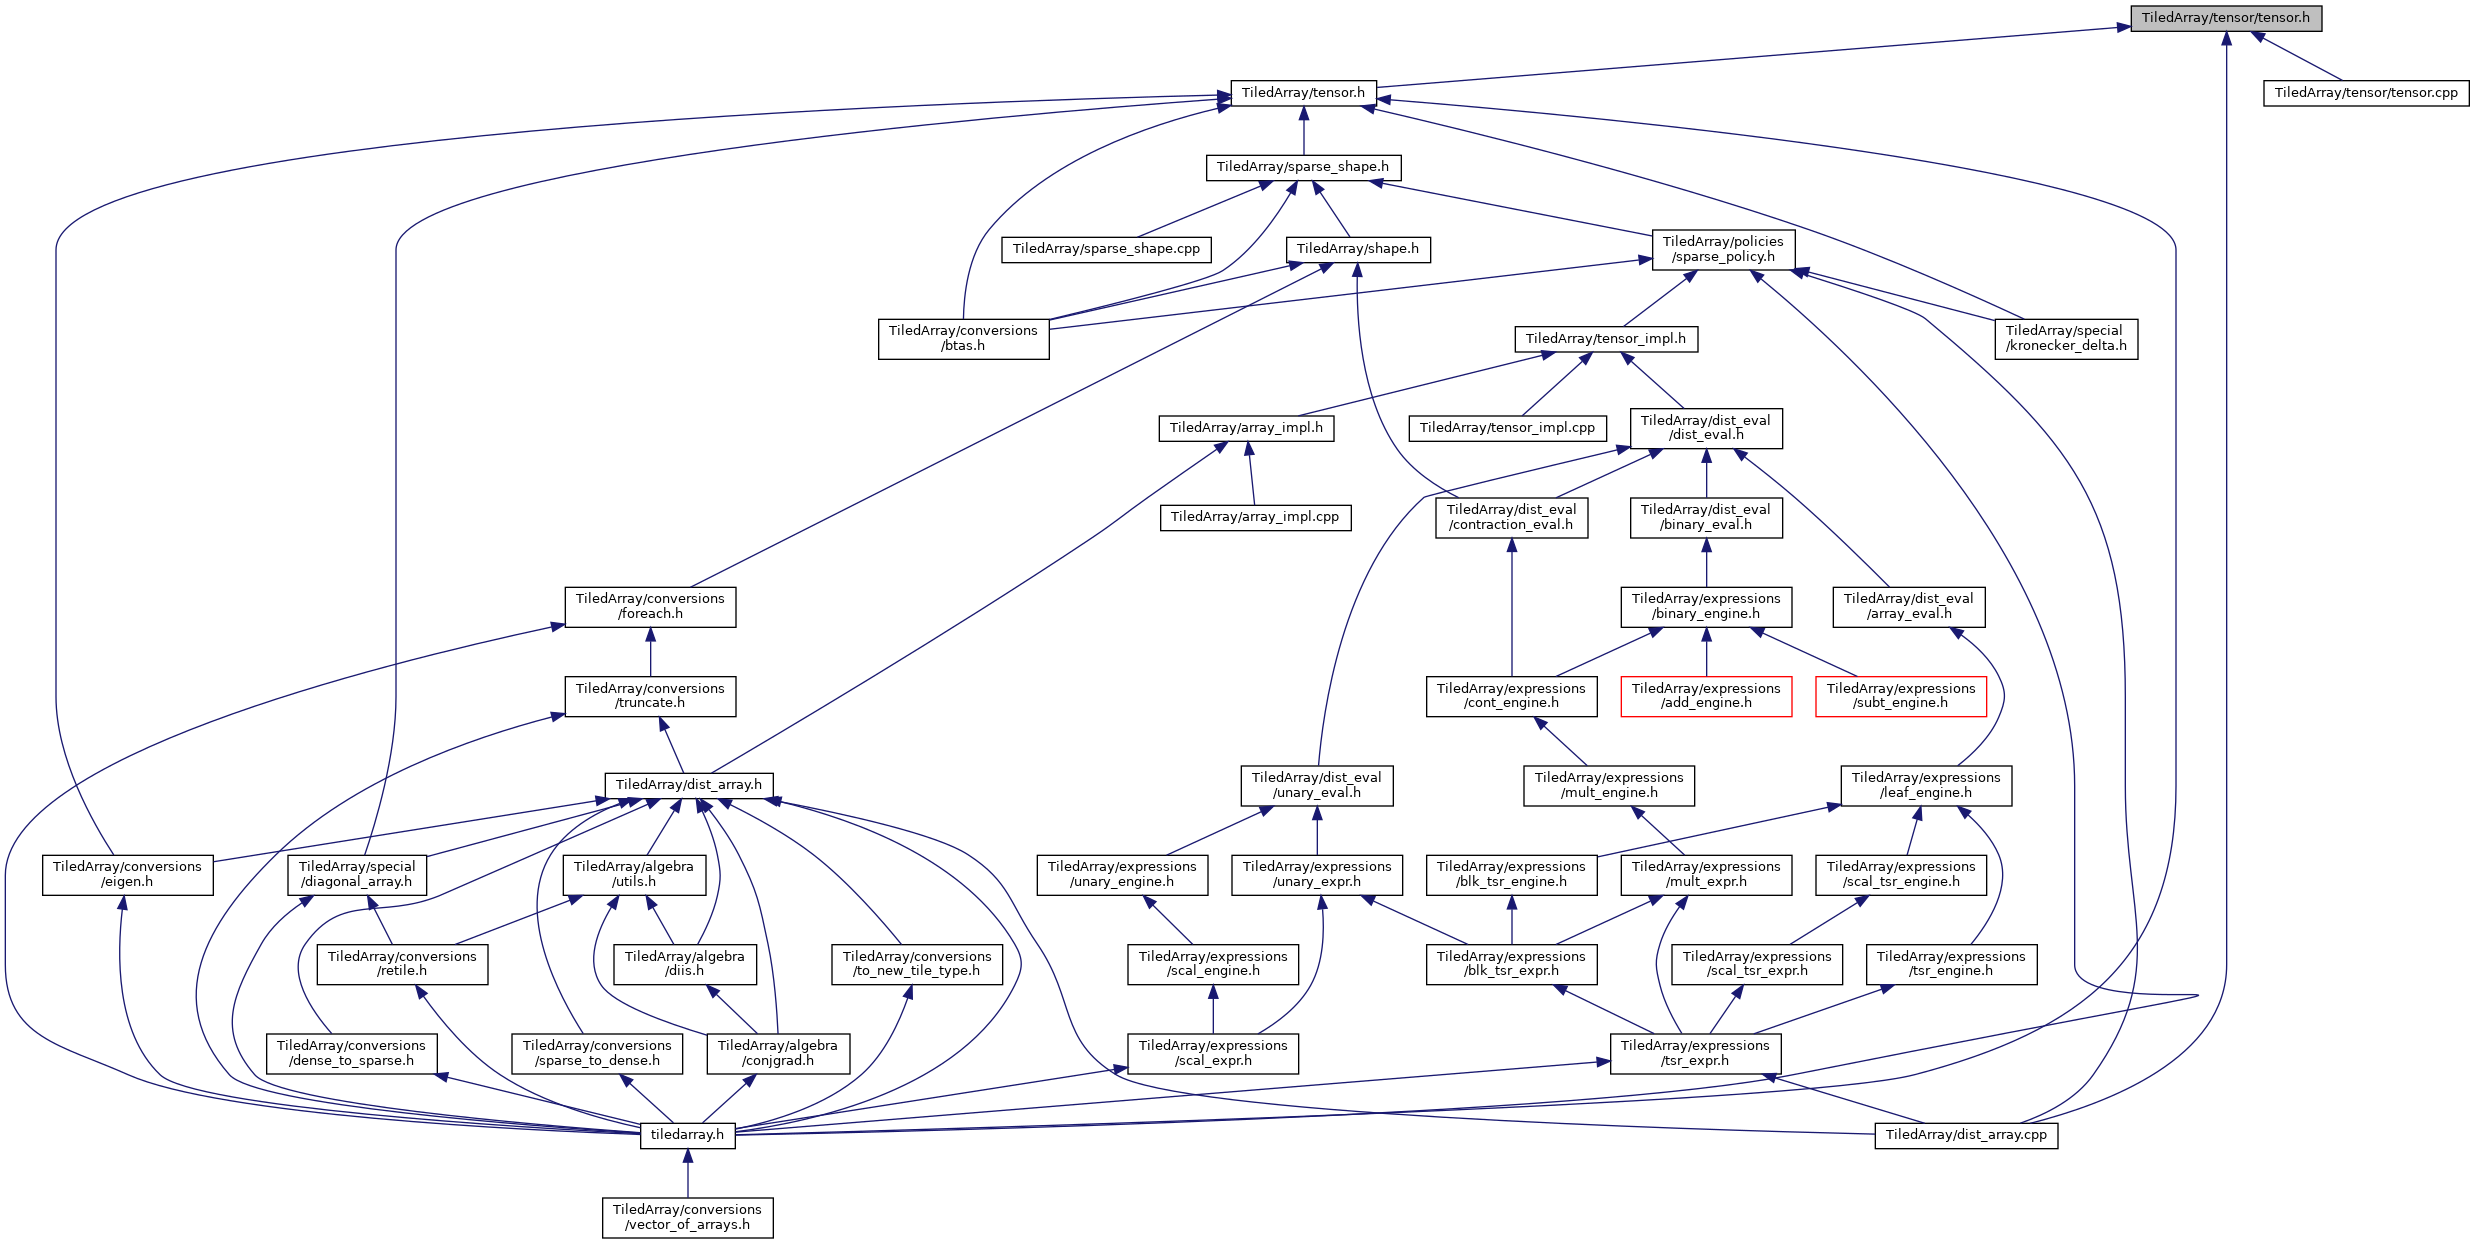 TiledArray/tensor/tensor.h
TiledArray/tensor.h
TiledArray/tensor/tensor.cpp
TiledArray/sparse_shape.h
TiledArray/sparse_shape.cpp
TiledArray/shape.h
TiledArray/policies
/sparse_policy.h
TiledArray/conversions
/btas.h
TiledArray/tensor_impl.h
TiledArray/special
/kronecker_delta.h
TiledArray/array_impl.h
TiledArray/tensor_impl.cpp
TiledArray/dist_eval
/dist_eval.h
TiledArray/array_impl.cpp
TiledArray/dist_eval
/contraction_eval.h
TiledArray/dist_eval
/binary_eval.h
TiledArray/conversions
/foreach.h
TiledArray/expressions
/binary_engine.h
TiledArray/dist_eval
/array_eval.h
TiledArray/conversions
/truncate.h
TiledArray/expressions
/cont_engine.h
TiledArray/expressions
/add_engine.h
TiledArray/expressions
/subt_engine.h
TiledArray/dist_array.h
TiledArray/dist_eval
/unary_eval.h
TiledArray/expressions
/mult_engine.h
TiledArray/expressions
/leaf_engine.h
TiledArray/conversions
/eigen.h
TiledArray/special
/diagonal_array.h
TiledArray/algebra
/utils.h
TiledArray/expressions
/unary_engine.h
TiledArray/expressions
/unary_expr.h
TiledArray/expressions
/blk_tsr_engine.h
TiledArray/expressions
/mult_expr.h
TiledArray/expressions
/scal_tsr_engine.h
TiledArray/conversions
/retile.h
TiledArray/algebra
/diis.h
TiledArray/conversions
/to_new_tile_type.h
TiledArray/expressions
/scal_engine.h
TiledArray/expressions
/blk_tsr_expr.h
TiledArray/expressions
/scal_tsr_expr.h
TiledArray/expressions
/tsr_engine.h
TiledArray/conversions
/dense_to_sparse.h
TiledArray/conversions
/sparse_to_dense.h
TiledArray/algebra
/conjgrad.h
TiledArray/expressions
/scal_expr.h
TiledArray/expressions
/tsr_expr.h
tiledarray.h
TiledArray/dist_array.cpp
TiledArray/conversions
/vector_of_arrays.h